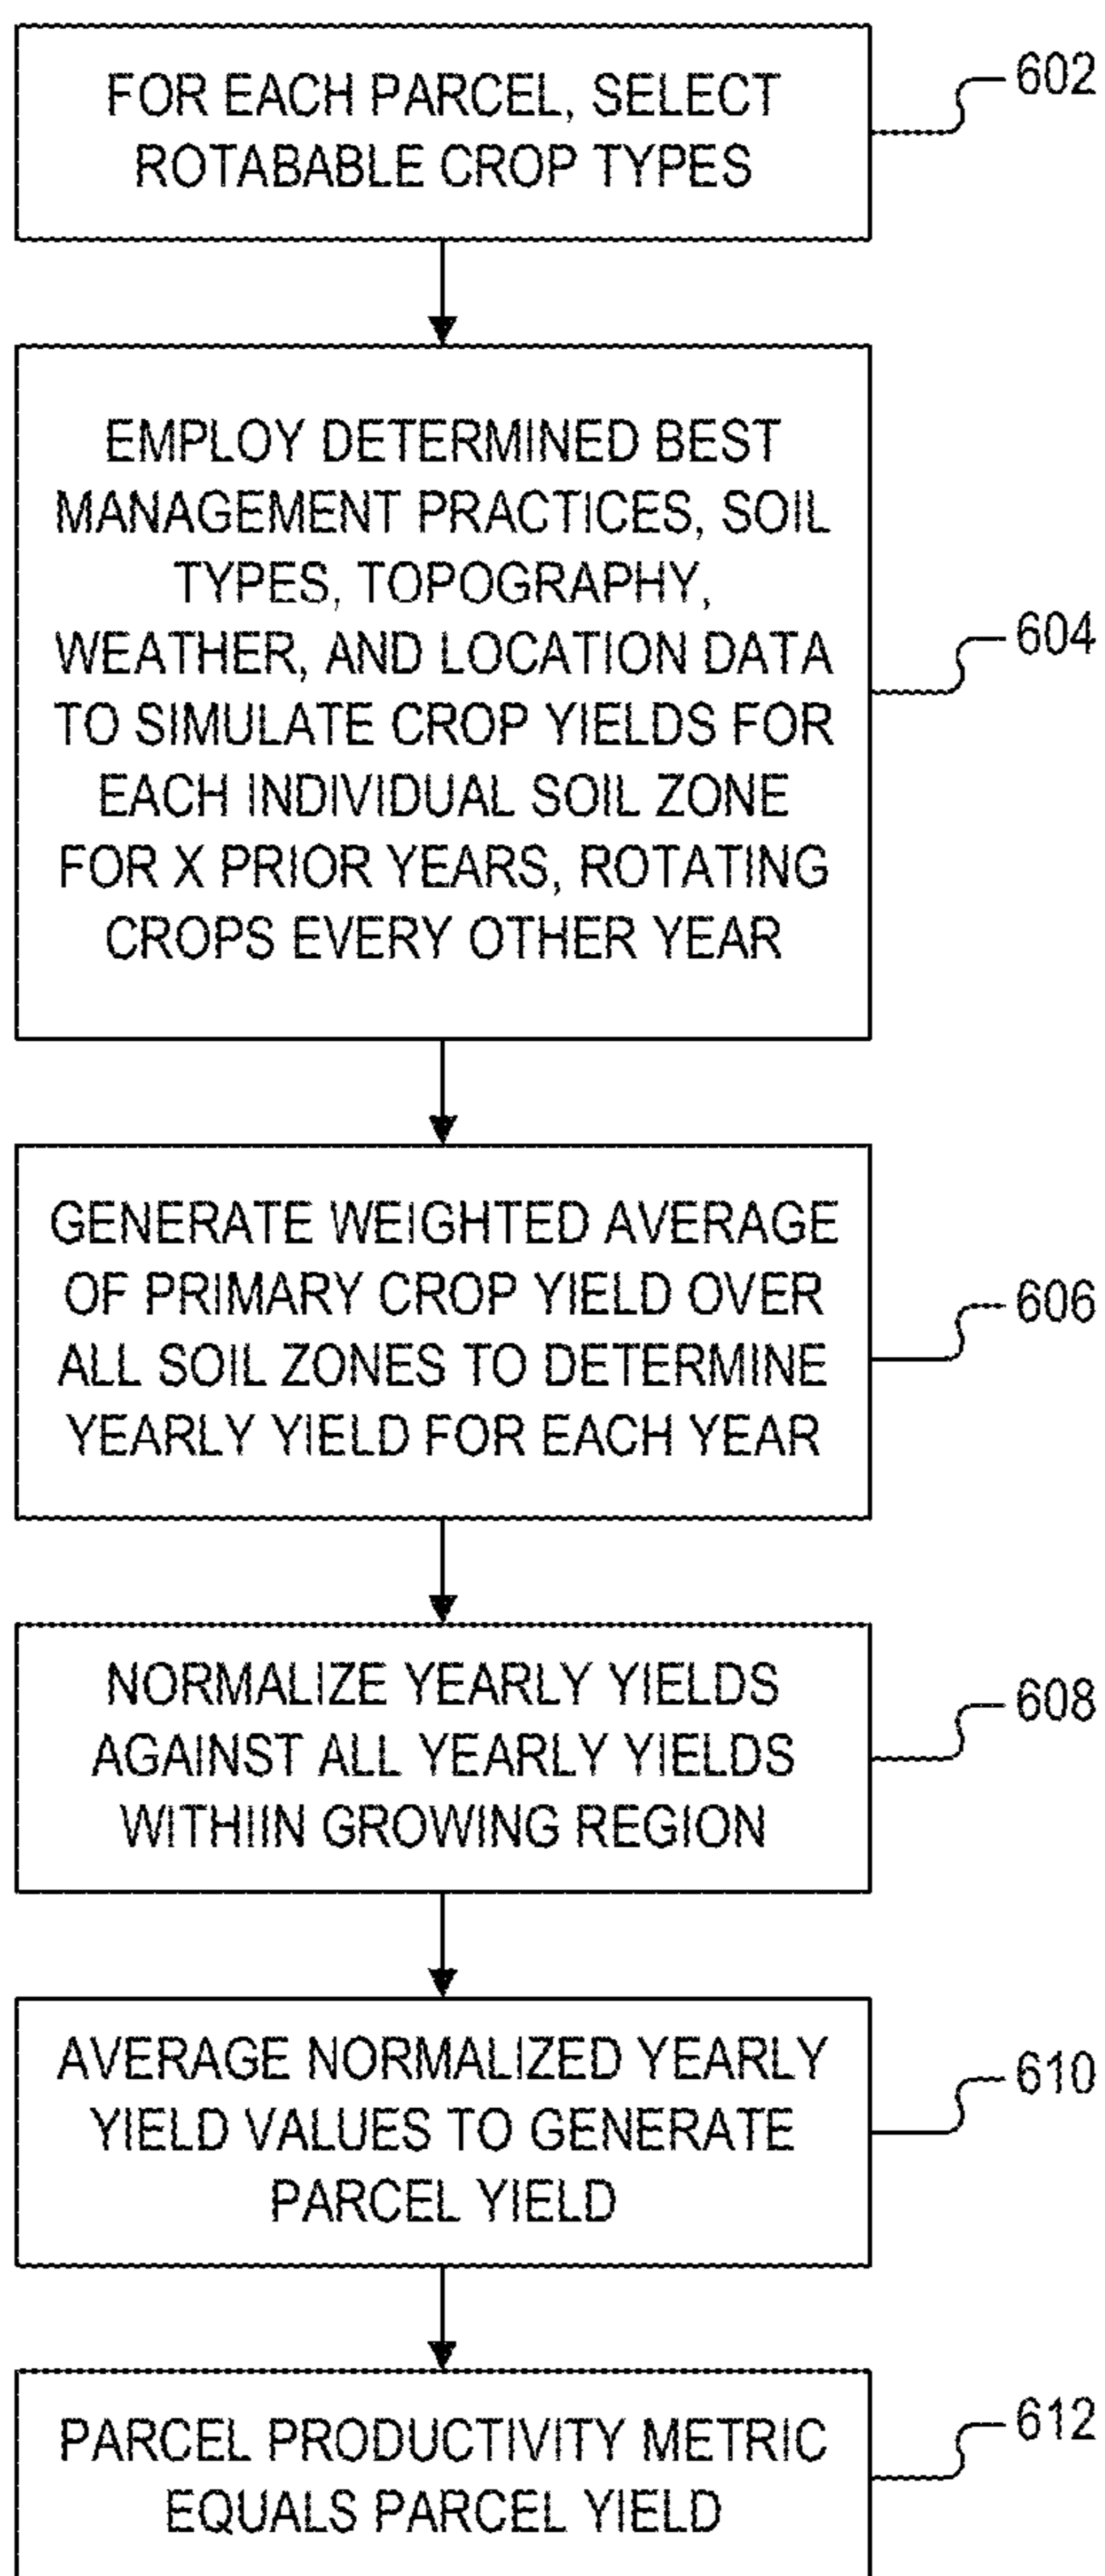 FOR EACH PARCEL, SELECT
ROTABABLE CROP TYPES
602
EMPLOY DETERMINED BEST
MANAGEMENT PRACTICES, SOIL
TYPES, TOPOGRAPHY,
WEATHER, AND LOCATION DATA
TO SIMULATE CROP YIELDS FOR
EACH INDIVIDUAL SOIL ZONE
FOR X PRIOR YEARS, ROTATING
CROPS EVERY OTHER YEAR
604
GENERATE WEIGHTED AVERAGE
OF PRIMARY CROP YIELD OVER
ALL SOIL ZONES TO DETERMINE
YEARLY YIELD FOR EACH YEAR
606
NORMALIZE YEARLY YIELDS
AGAINST ALL YEARLY YIELDS
WITHIIN GROWING REGION
608
AVERAGE NORMALIZED YEARLY
YIELD VALUES TO GENERATE
PARCEL YIELD
610
PARCEL PRODUCTIVITY METRIC
EQUALS PARCEL YIELD
612